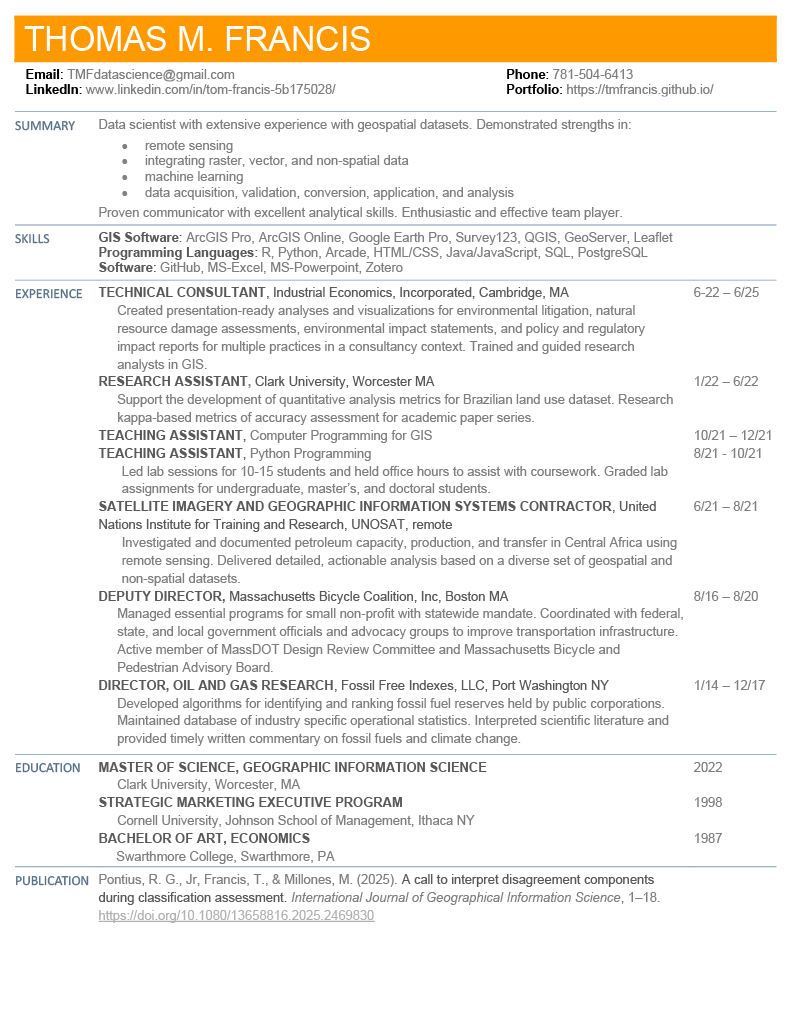 THOMAS M. FRANCIS
Email: TMFdatascience@gmail.com
Phone: 781-504-6413
LinkedIn: www.linkedin.com/in/tom-francis-5b175028/
Portfolio: https://tmfrancis.github.io/
SUMMARY
Data scientist with extensive experience with geospatial datasets. Demonstrated strengths in:
• remote sensing
• integrating raster, vector, and non-spatial data
• machine learning
• data acquisition, validation, conversion, application, and analysis
Proven communicator with excellent analytical skills. Enthusiastic and effective team player.
SKILLS
GIS Software: ArcGIS Pro, ArcGIS Online, Google Earth Pro, Survey123, QGIS, GeoServer, Leaflet
Programming Languages: R, Python, Arcade, HTML/CSS, Java/JavaScript, SQL, PostgreSQL
Software: GitHub, MS-Excel, MS-Powerpoint, Zotero
EXPERIENCE
TECHNICAL CONSULTANT, Industrial Economics, Incorporated, Cambridge, MA 6-22 – 6/25
Created presentation-ready analyses and visualizations for environmental litigation, natural
resource damage assessments, environmental impact statements, and policy and regulatory
impact reports for multiple practices in a consultancy context. Trained and guided research
analysts in GIS.
RESEARCH ASSISTANT, Clark University, Worcester MA 1/22 – 6/22
Support the development of quantitative analysis metrics for Brazilian land use dataset. Research
kappa-based metrics of accuracy assessment for academic paper series.
TEACHING ASSISTANT, Computer Programming for GIS 10/21 – 12/21
TEACHING ASSISTANT, Python Programming 8/21 - 10/21
Led lab sessions for 10-15 students and held office hours to assist with coursework. Graded lab
assignments for undergraduate, master's, and doctoral students.
SATELLITE IMAGERY AND GEOGRAPHIC INFORMATION SYSTEMS CONTRACTOR, United 6/21 – 8/21
Nations Institute for Training and Research, UNOSAT, remote
Investigated and documented petroleum capacity, production, and transfer in Central Africa using
remote sensing. Delivered detailed, actionable analysis based on a diverse set of geospatial and
non-spatial datasets.
DEPUTY DIRECTOR, Massachusetts Bicycle Coalition, Inc, Boston MA 8/16 – 8/20
Managed essential programs for small non-profit with statewide mandate. Coordinated with federal,
state, and local government officials and advocacy groups to improve transportation infrastructure.
Active member of MassDOT Design Review Committee and Massachusetts Bicycle and
Pedestrian Advisory Board.
DIRECTOR, OIL AND GAS RESEARCH, Fossil Free Indexes, LLC, Port Washington NY 1/14 – 12/17
Developed algorithms for identifying and ranking fossil fuel reserves held by public corporations.
Maintained database of industry specific operational statistics. Interpreted scientific literature and
provided timely written commentary on fossil fuels and climate change.
EDUCATION
MASTER OF SCIENCE, GEOGRAPHIC INFORMATION SCIENCE 2022
Clark University, Worcester, MA
STRATEGIC MARKETING EXECUTIVE PROGRAM 1998
Cornell University, Johnson School of Management, Ithaca NY
BACHELOR OF ART, ECONOMICS 1987
Swarthmore College, Swarthmore, PA
PUBLICATION
Pontius, R. G., Jr, Francis, T., & Millones, M. (2025). A call to interpret disagreement components
during classification assessment. International Journal of Geographical Information Science, 1–18.
https://doi.org/10.1080/13658816.2025.2469830